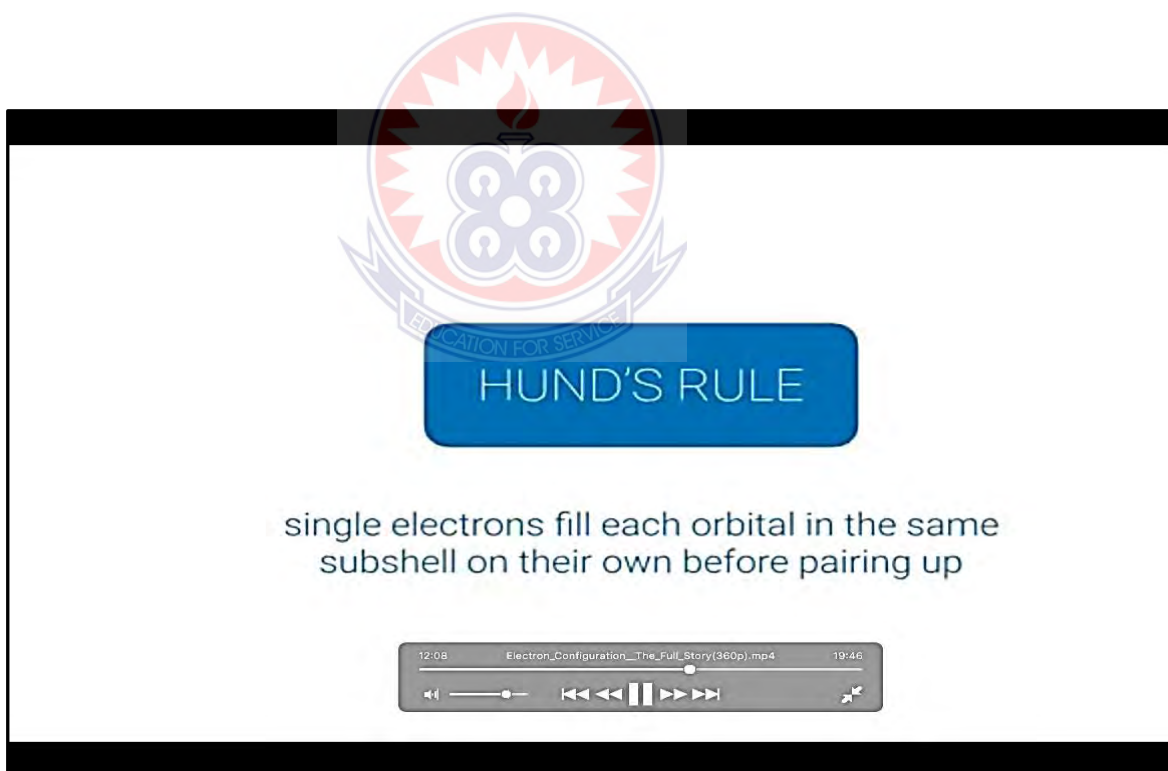 EDUCATION FOR SERVICE
HUND'S RULE
single electrons fill each orbital in the same
subshell on their own before pairing up
12:08 Electron_Configuration__The_Full_Story(360p).mp4 19:46